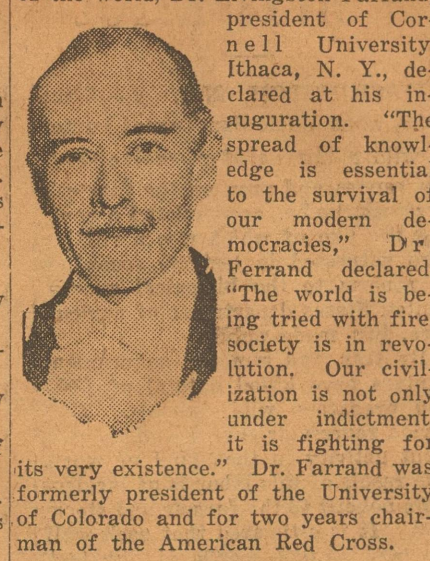 president of Cor-
nell University
Ithaca, N. Y., de-
clared at his in-
auguration. "The
spread of knowl-
edge is essential
to the survival of
our modern de-
mocracies," Dr
Ferrand declared
"The world is be-
ing tried with fire
society is in revo-
lution. Our civil-
ization is not only
under indictment
it is fighting for
its very existence." Dr. Farrand was
formerly president of the University
of Colorado and for two years chair-
man of the American Red Cross.